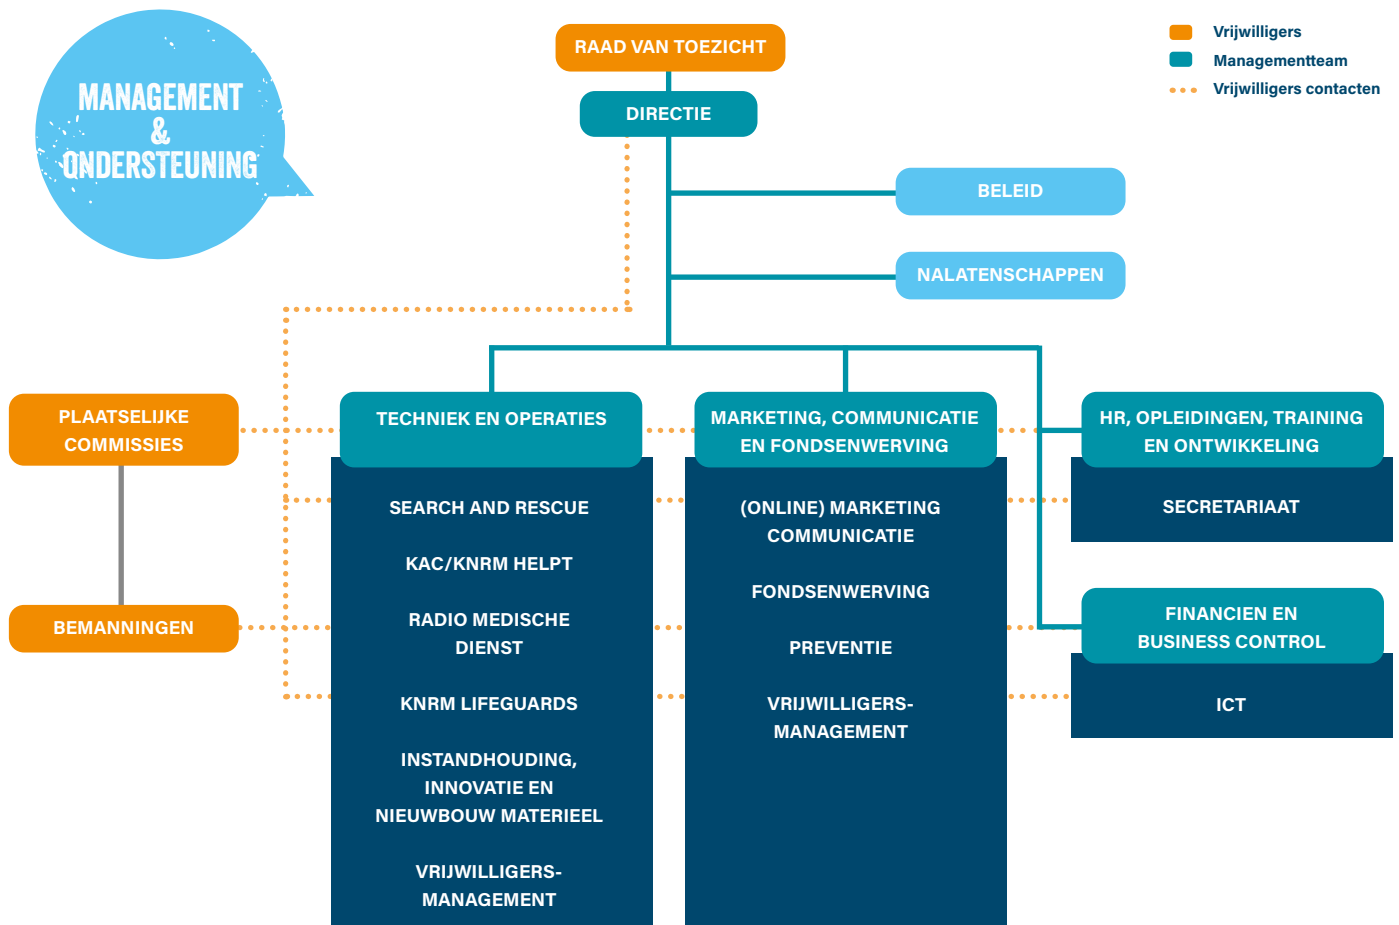 MANAGEMENT
&
ONDERSTEUNING
RAAD VAN TOEZICHT
DIRECTIE
Vrijwilligers
Managementteam
Vrijwilligers contacten
BELEID
NALATENSCHAPPEN
PLAATSELIJKE
COMMISSIES
BEMANNINGEN
TECHNIEK EN OPERATIES
SEARCH AND RESCUE
KAC/KNRM HELPT
RADIO MEDISCHE
DIENST
KNRM LIFEGUARDS
INSTANDHOUDING,
INNOVATIE EN
NIEUWBOUW MATERIEEL
VRIJWILLIGERS-
MANAGEMENT
MARKETING, COMMUNICATIE
EN FONDSENWERVING
(ONLINE) MARKETING
COMMUNICATIE
FONDSENWERVING
PREVENTIE
VRIJWILLIGERS-
MANAGEMENT
HR, OPLEIDINGEN, TRAINING
EN ONTWIKKELING
SECRETARIAAT
FINANCIEN EN
BUSINESS CONTROL
ICT